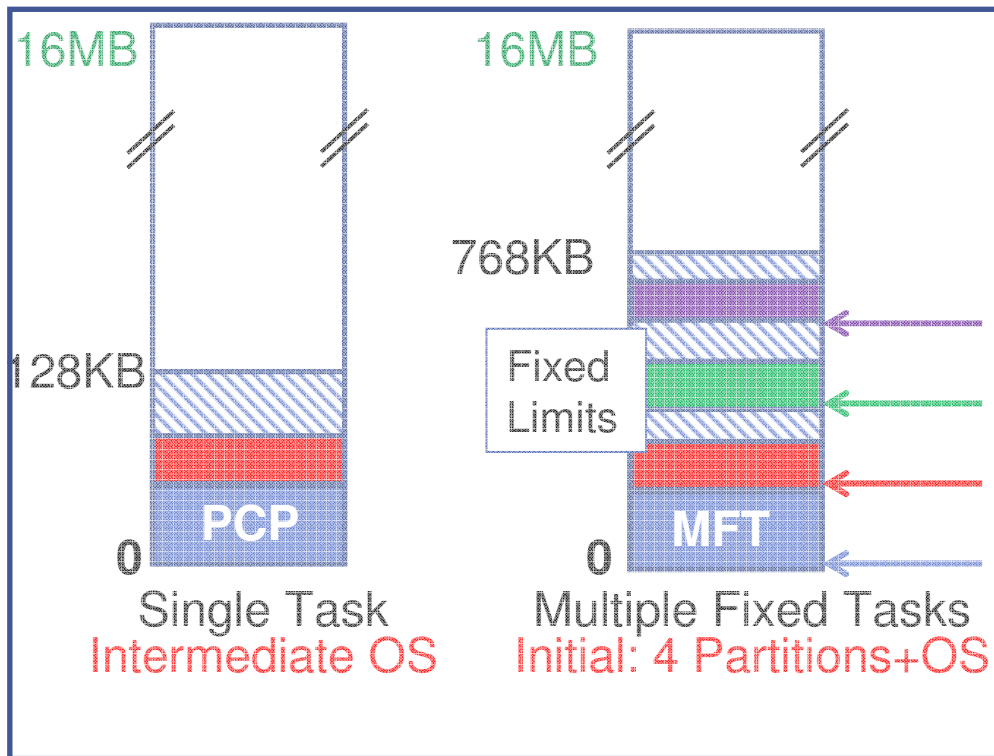 16MB
128KB
PCP
0
Single Task
Intermediate OS
16MB
768KB
Fixed
Limits
MFT
0
Multiple Fixed Tasks
Initial: 4 Partitions+OS